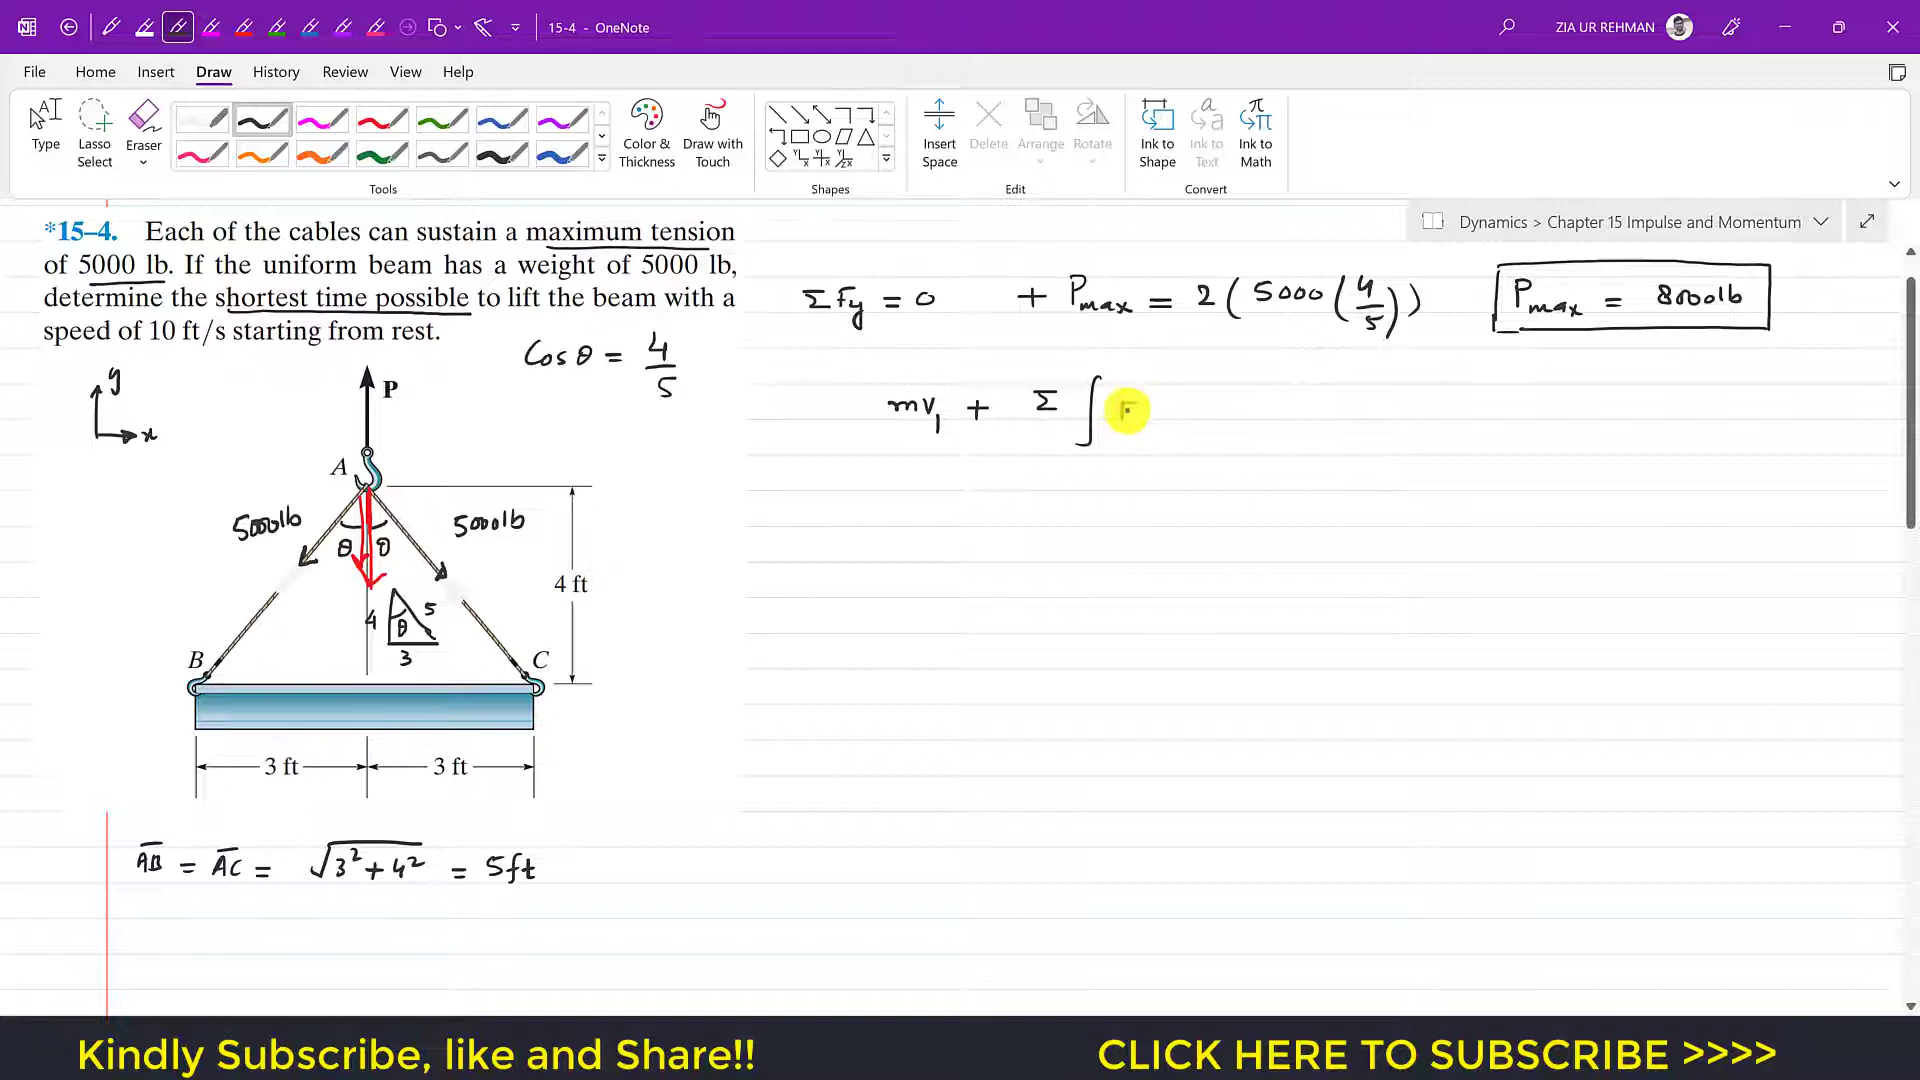 15-4 - OneNote
ZIA UR REHMAN
File Home Insert Draw History Review View Help
Type
Lasso Select
Eraser
Color & Thickness
Draw with Touch
Insert Space
Delete
Arrange
Rotate
Ink to Shape
Ink to Text
Ink to Math
Tools
Shapes
Edit
Convert
Dynamics > Chapter 15 Impulse and Momentum
*15–4. Each of the cables can sustain a maximum tension
of 5000 lb. If the uniform beam has a weight of 5000 lb,
determine the shortest time possible to lift the beam with a
speed of 10 ft/s starting from rest.
Cos θ = 4/5
ΣFy = 0 + Pmax = 2(5000(4/5))
Pmax = 8000lb
mv1 + Σ ∫ F
y
x
P
A
5000lb
5000lb
θ θ
4 ft
4 5
θ
3
B
C
3 ft 3 ft
AB = AC = √3² + 4² = 5ft
Kindly Subscribe, like and Share!!
CLICK HERE TO SUBSCRIBE >>>>